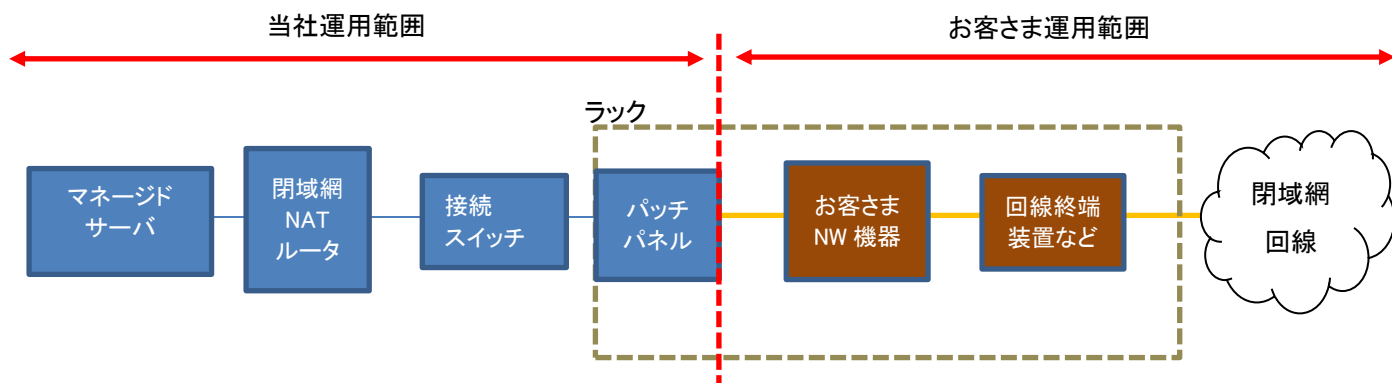 当社運用範囲
お客さま運用範囲
ラック
マネージド
サーバ
閉域網
NAT
ルータ
接続
スイッチ
パッチ
パネル
お客さま
NW 機器
回線終端
装置など
閉域網
回線